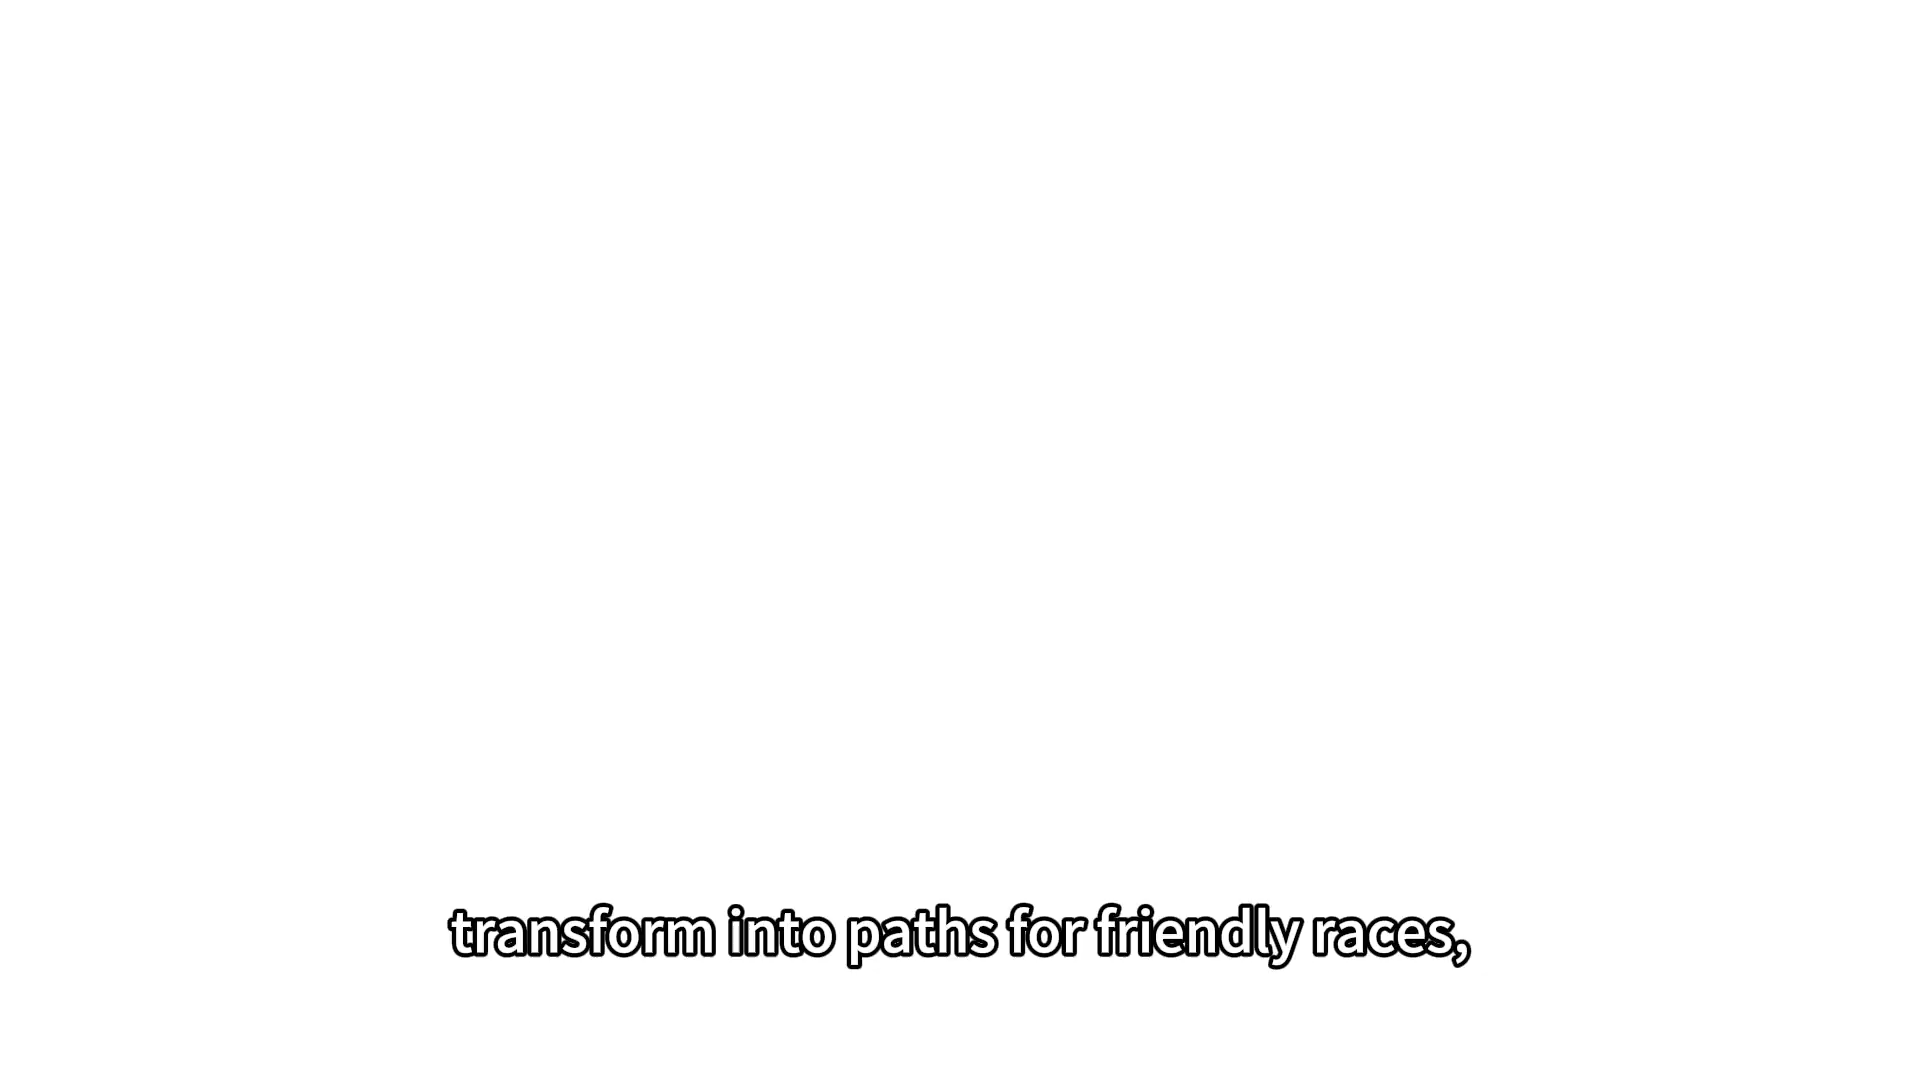 transform into paths for friendly races,